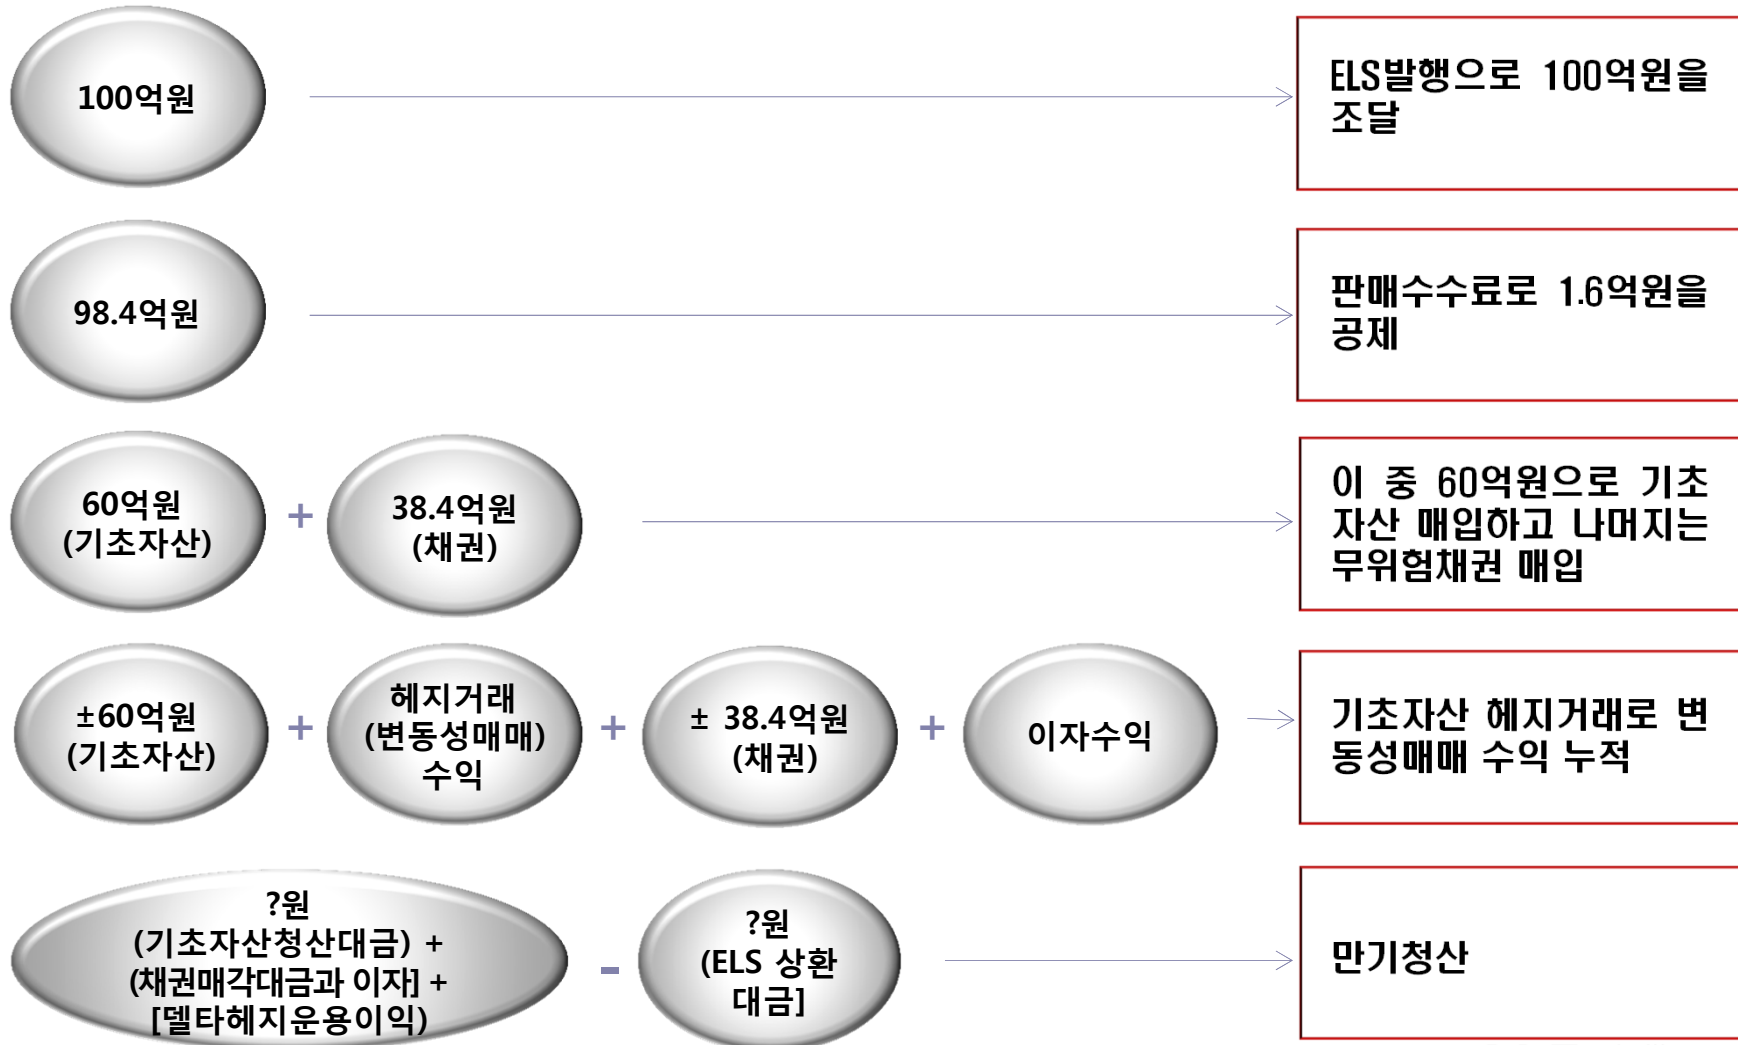 100억원
ELS발행으로 100억원을
조달
98.4억원
판매수수료로 1.6억원을
공제
60억원
(기초자산)
+
38.4억원
(채권)
이 중 60억원으로 기초
자산 매입하고 나머지는
무위험채권 매입
±60억원
(기초자산)
+
헤지거래
(변동성매매)
수익
+
± 38.4억원
(채권)
+
이자수익
기초자산 헤지거래로 변
동성매매 수익 누적
?원
(기초자산청산대금) +
(채권매각대금과 이자] +
[델타헤지운용이익)
-
?원
(ELS 상환
대금]
만기청산